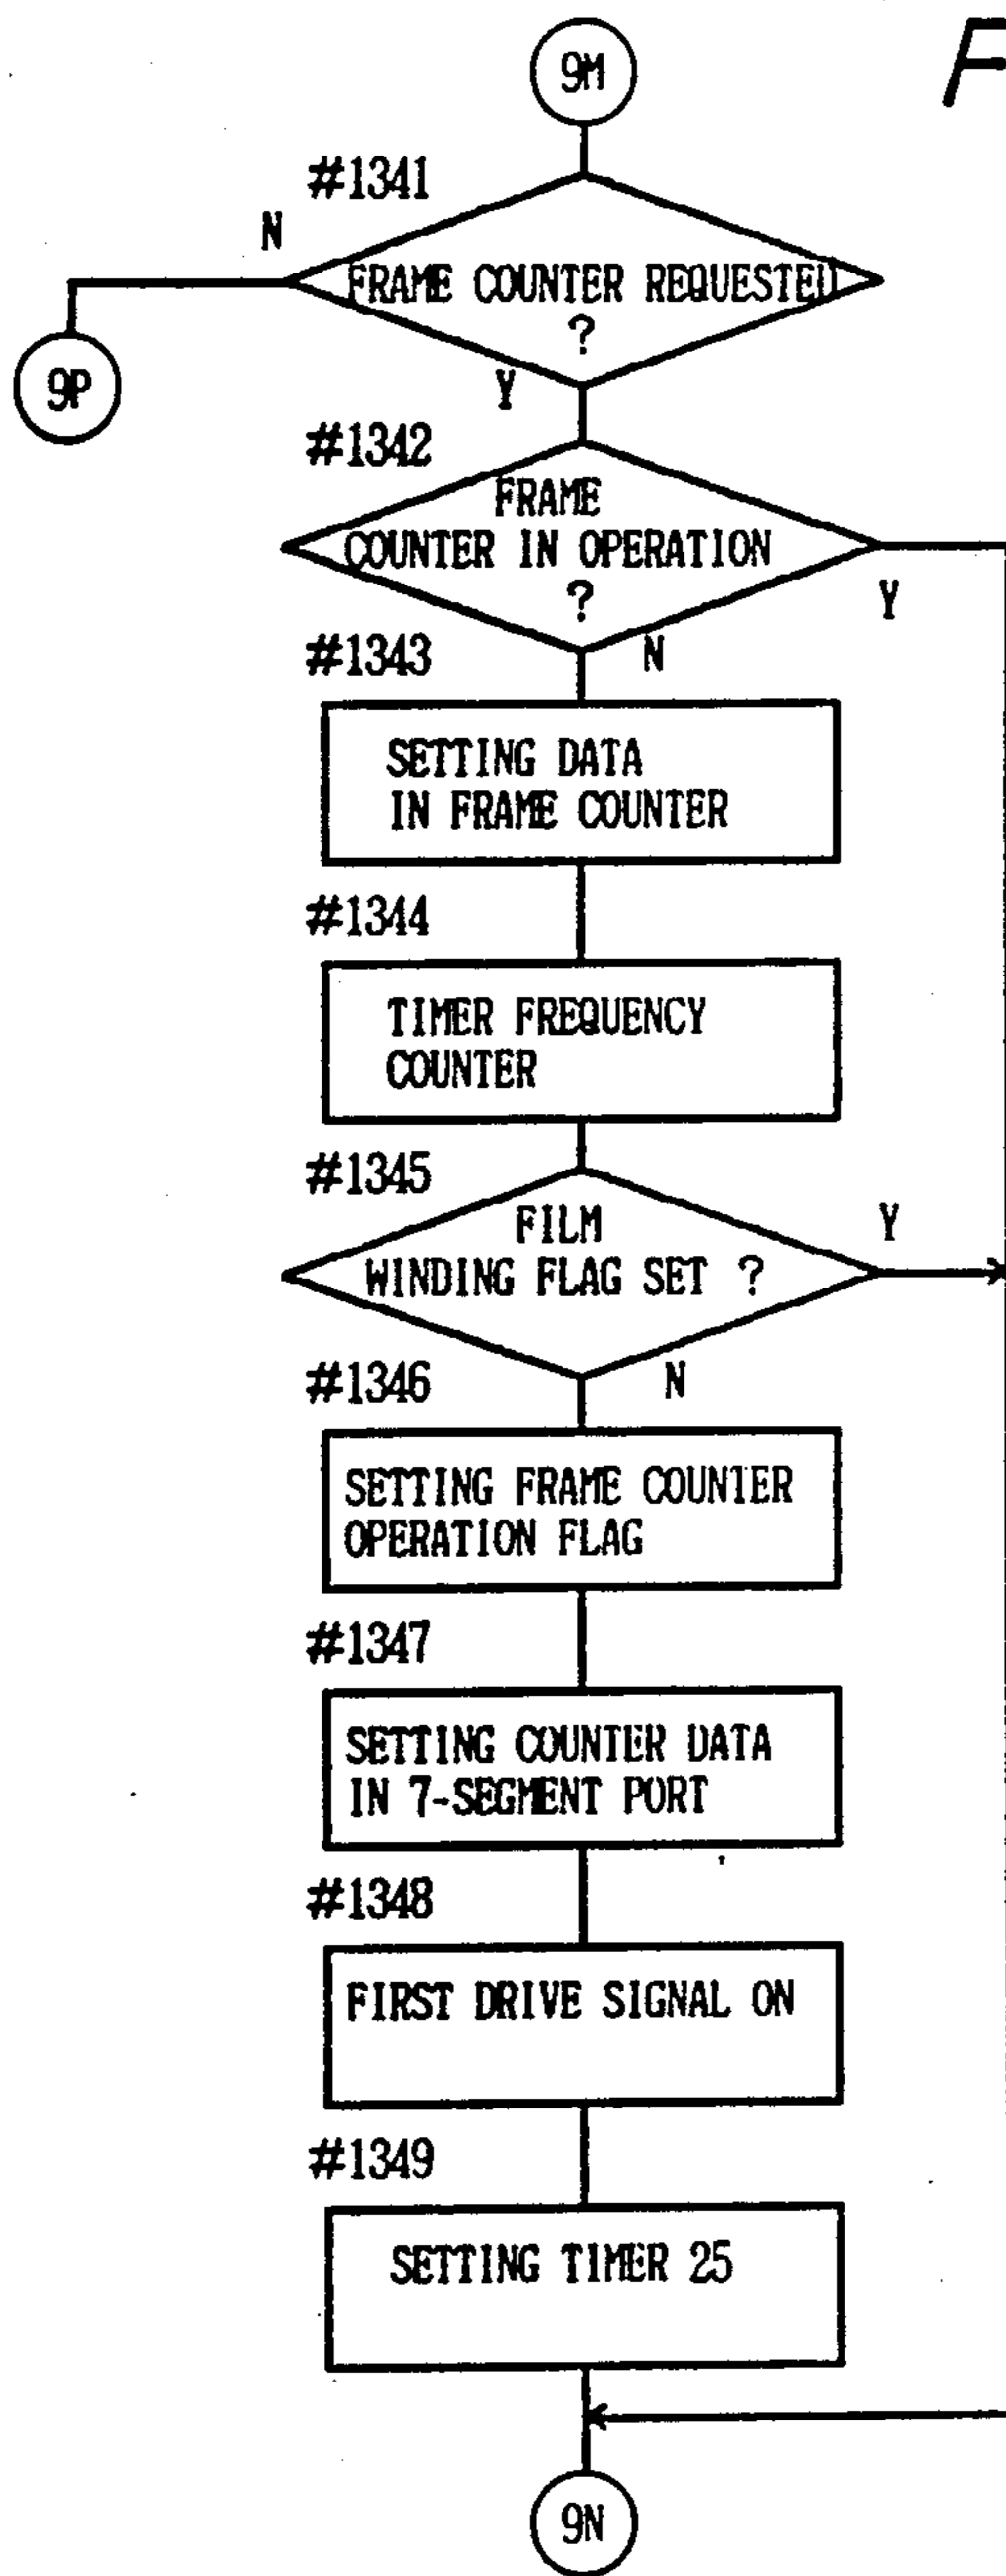 9M
F
#1341
N
FRAME COUNTER REQUESTED
?
9P
Y
#1342
FRAME
COUNTER IN OPERATION
?
Y
#1343
N
SETTING DATA
IN FRAME COUNTER
#1344
TIMER FREQUENCY
COUNTER
#1345
FILM
Y
WINDING FLAG SET ?
#1346
N
SETTING FRAME COUNTER
OPERATION FLAG
#1347
SETTING COUNTER DATA
IN 7-SEGMENT PORT
#1348
FIRST DRIVE SIGNAL ON
#1349
SETTING TIMER 25
9N